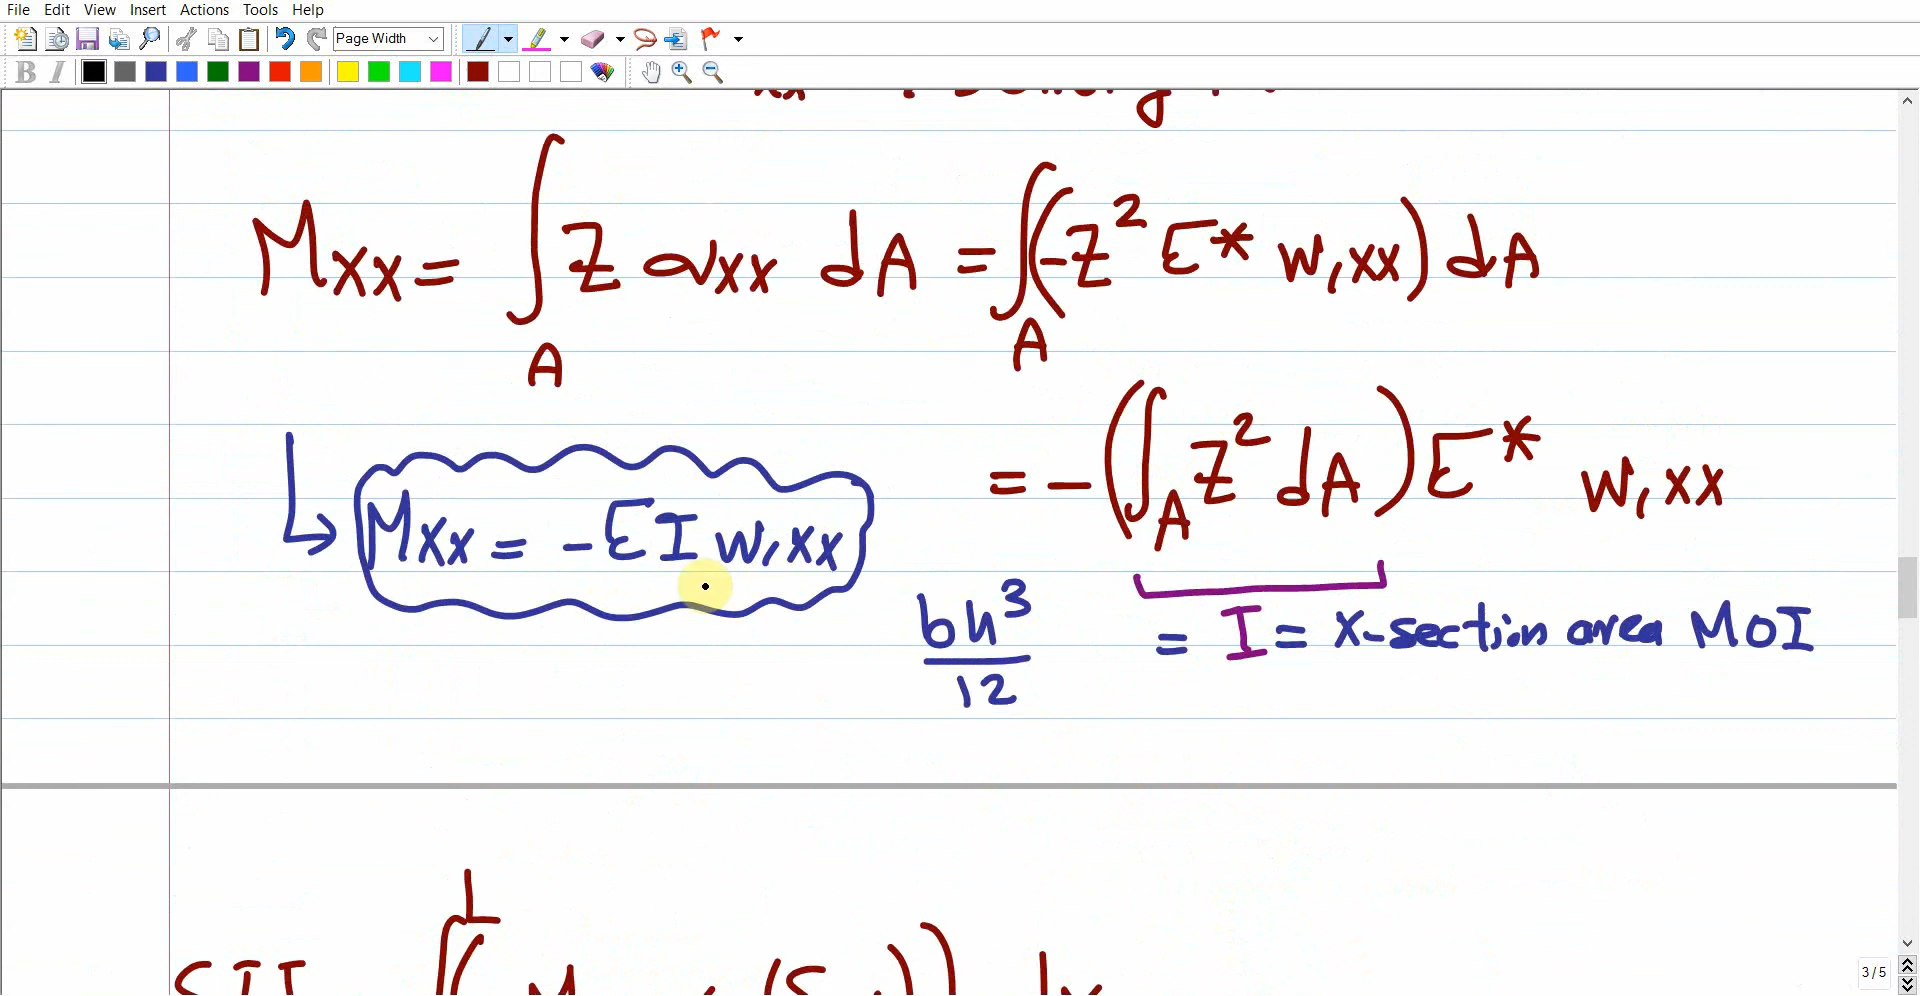 File Edit View Insert Actions Tools Help
Page Width
B I
Mxx = ∫A z σxx dA = ∫A (-z² E* w,xx) dA
= - (∫A z² dA) E* w,xx
Mxx = -EI w,xx
bh³/12
= I = x-section area MOI
L
3/5